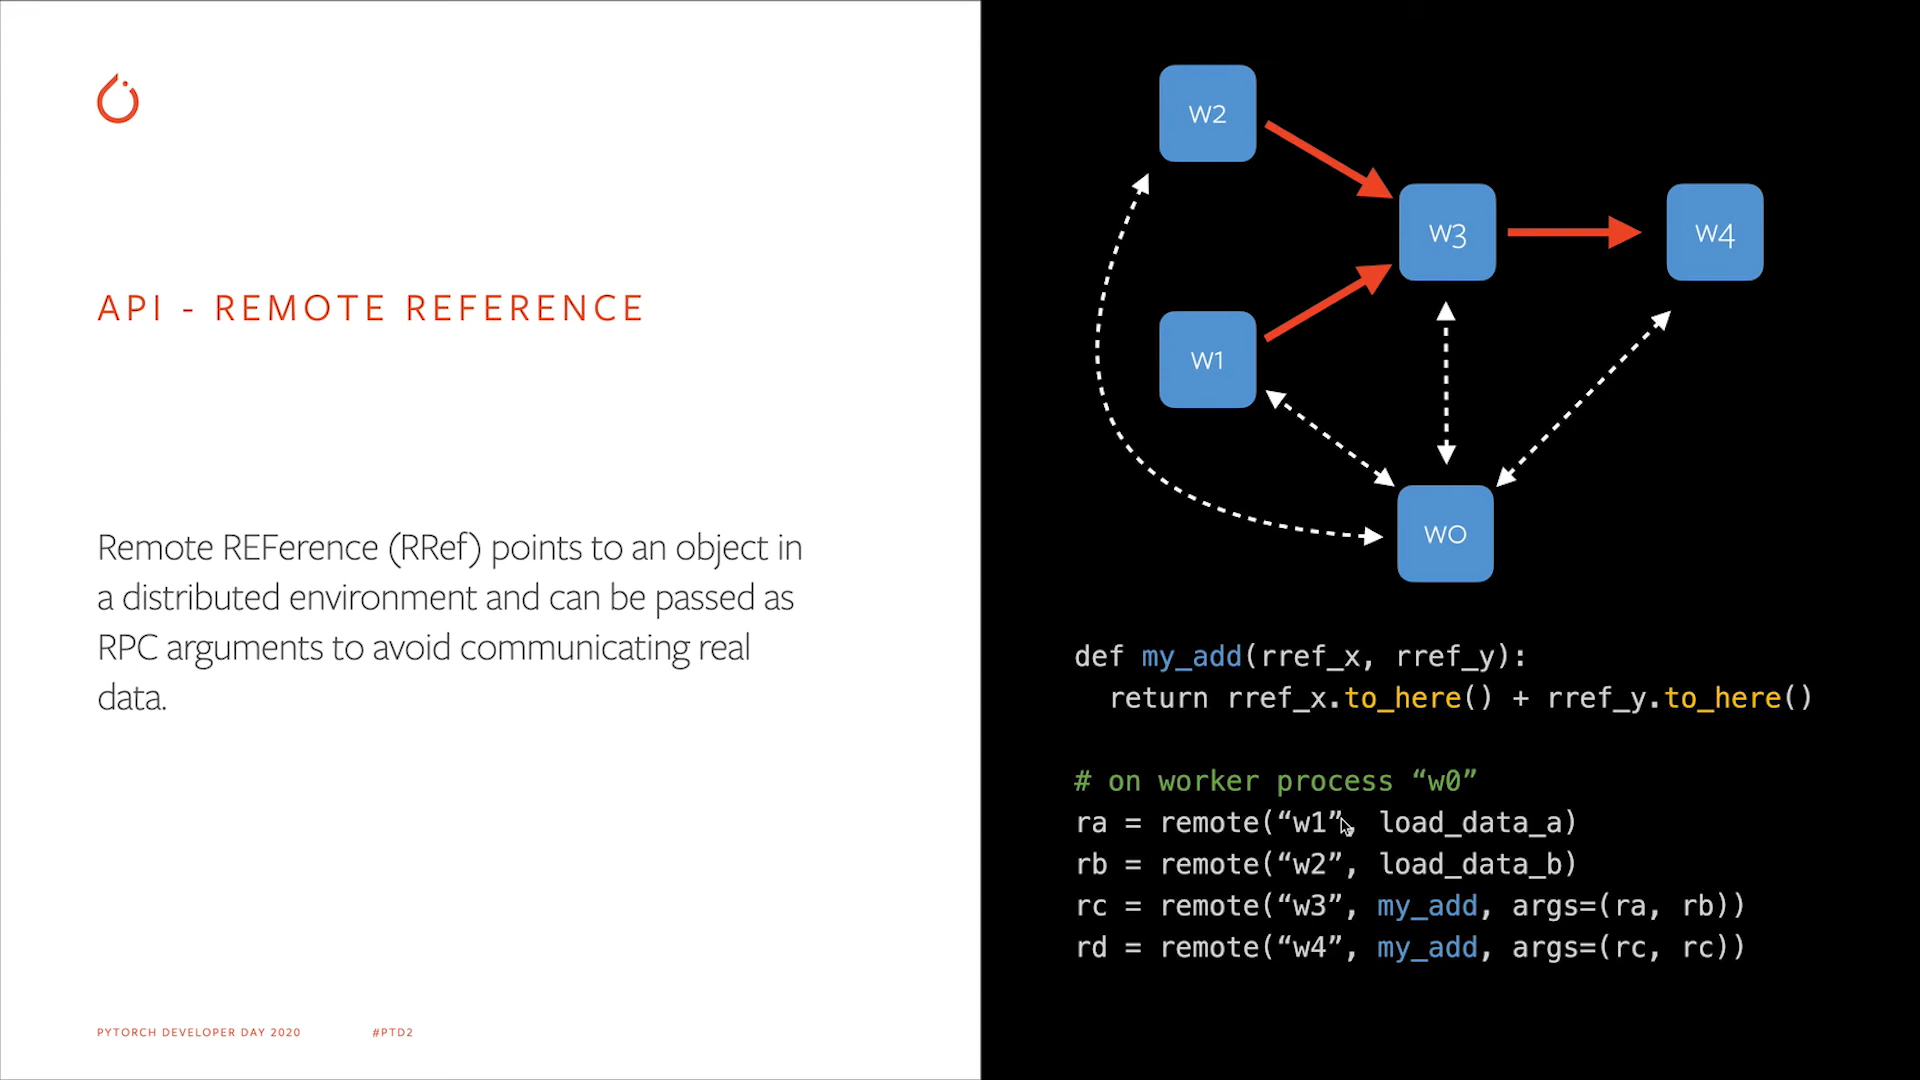 API - REMOTE REFERENCE
Remote REFerence (RRef) points to an object in
a distributed environment and can be passed as
RPC arguments to avoid communicating real
data.
PYTORCH DEVELOPER DAY 2020 #PTD2
w2
w3
w4
w1
w0
def my_add(rref_x, rref_y):
  return rref_x.to_here() + rref_y.to_here()
# on worker process “w0”
ra = remote(“w1”, load_data_a)
rb = remote(“w2”, load_data_b)
rc = remote(“w3”, my_add, args=(ra, rb))
rd = remote(“w4”, my_add, args=(rc, rc))